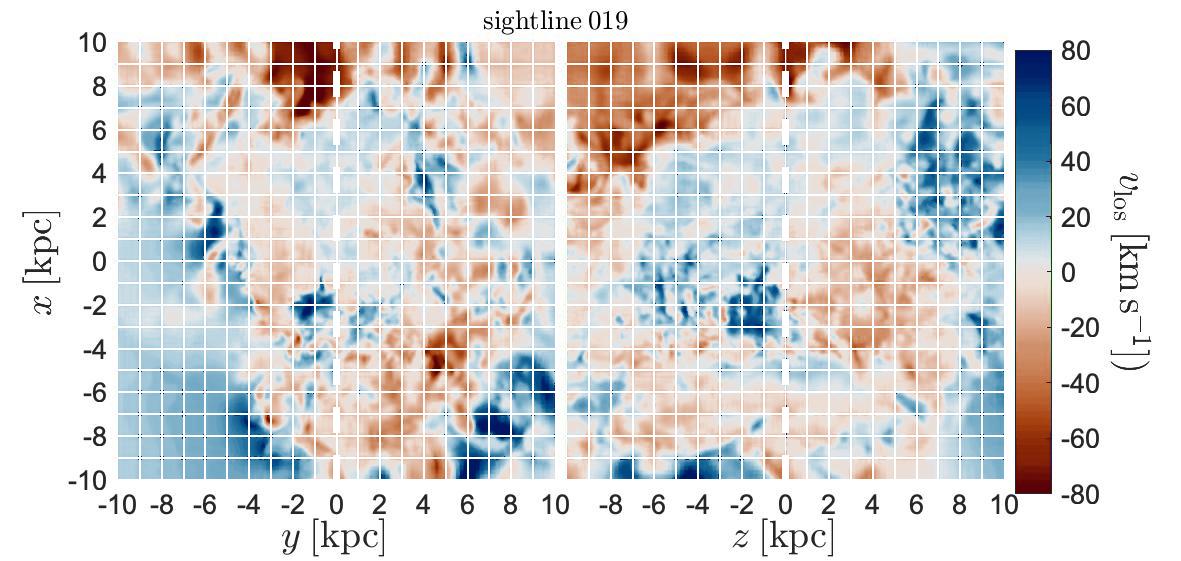 sightline 019
10
8
6
4
2
0
-2
-4
-6
-8
-10
x [kpc]
-10 -8 -6 -4 -2 0 2 4 6 8 10
y [kpc]
-8 -6 -4 -2 0 2 4 6 8 10
z [kpc]
80
60
40
20
0
-20
-40
-60
-80
v_los [km s⁻¹])